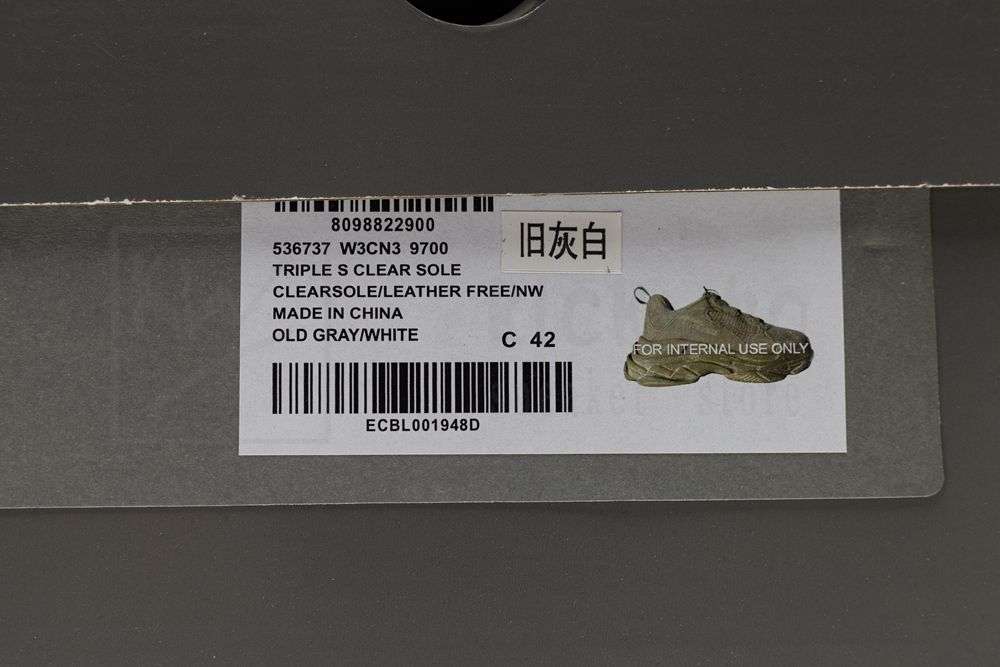 8098822900
536737 W3CN3 9700
旧灰白
TRIPLE S CLEAR SOLE
CLEARSOLE/LEATHER FREE/NW
MADE IN CHINA
OLD GRAY/WHITE
C 42
FOR INTERNAL USE ONLY
ECBL001948D